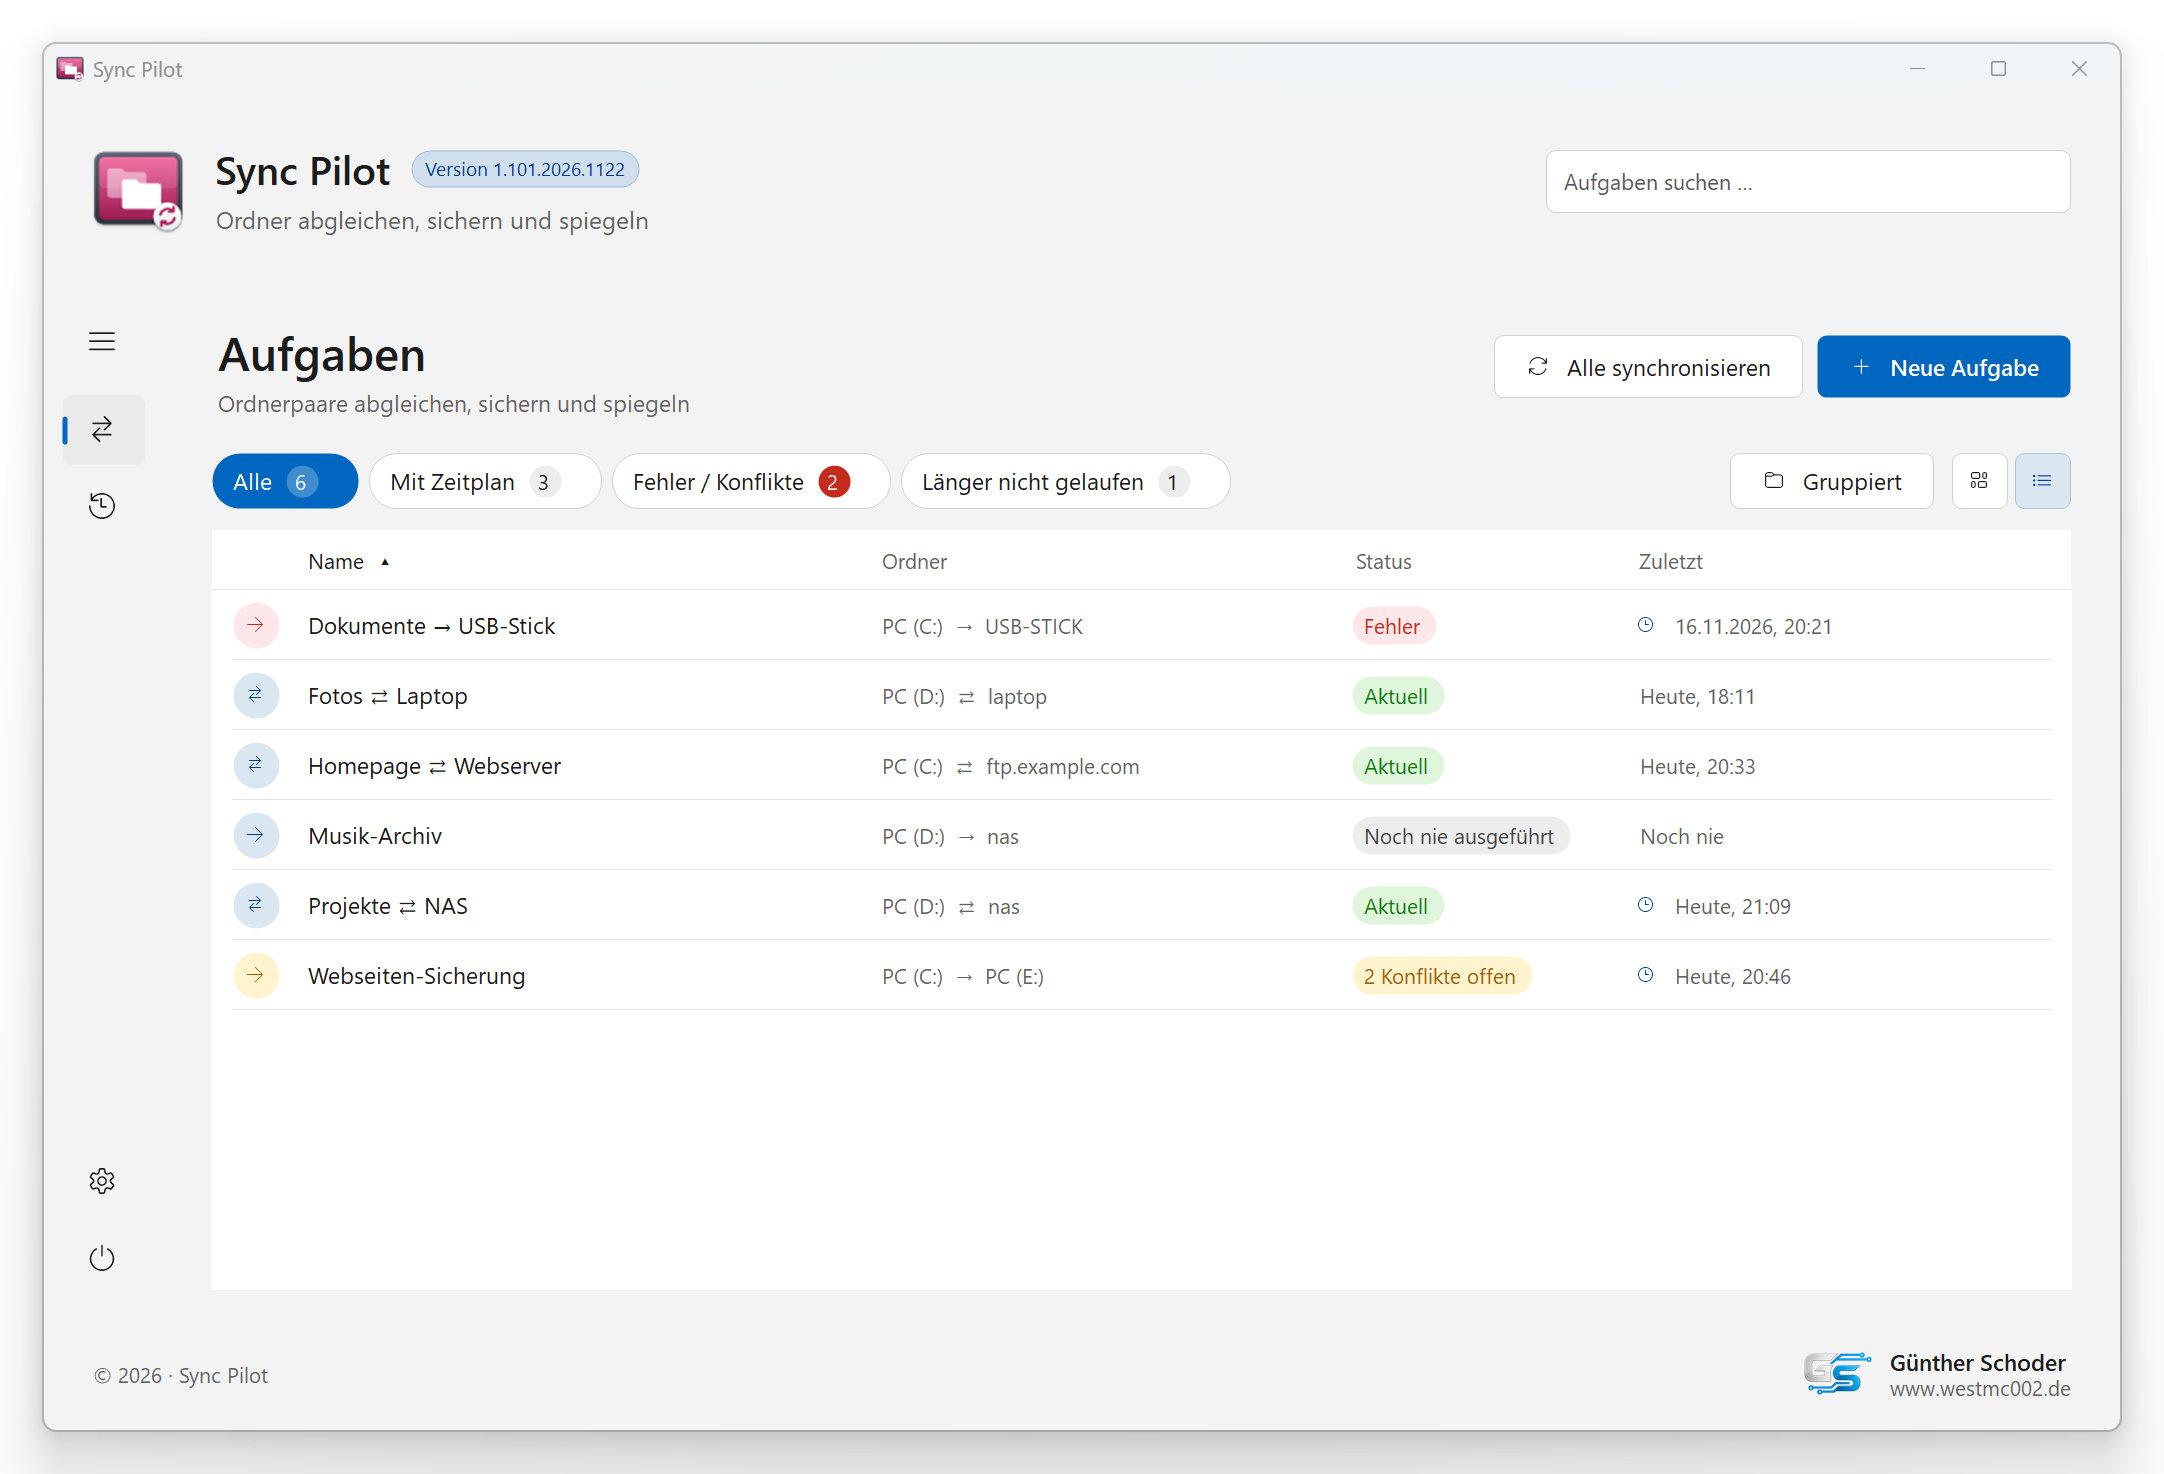 Sync Pilot
Sync Pilot Version 1.101.2026.1122
Ordner abgleichen, sichern und spiegeln
Aufgaben suchen ...
Aufgaben
Ordnerpaare abgleichen, sichern und spiegeln
Alle synchronisieren
+ Neue Aufgabe
Alle 6 Mit Zeitplan 3 Fehler / Konflikte 2 Länger nicht gelaufen 1 Gruppiert
Name ▲ Ordner Status Zuletzt
Dokumente → USB-Stick PC (C:) → USB-STICK Fehler 16.11.2026, 20:21
Fotos ⇄ Laptop PC (D:) ⇄ laptop Aktuell Heute, 18:11
Homepage ⇄ Webserver PC (C:) ⇄ ftp.example.com Aktuell Heute, 20:33
Musik-Archiv PC (D:) → nas Noch nie ausgeführt Noch nie
Projekte ⇄ NAS PC (D:) ⇄ nas Aktuell Heute, 21:09
Webseiten-Sicherung PC (C:) → PC (E:) 2 Konflikte offen Heute, 20:46
© 2026 · Sync Pilot
GS
Günther Schoder
www.westmc002.de